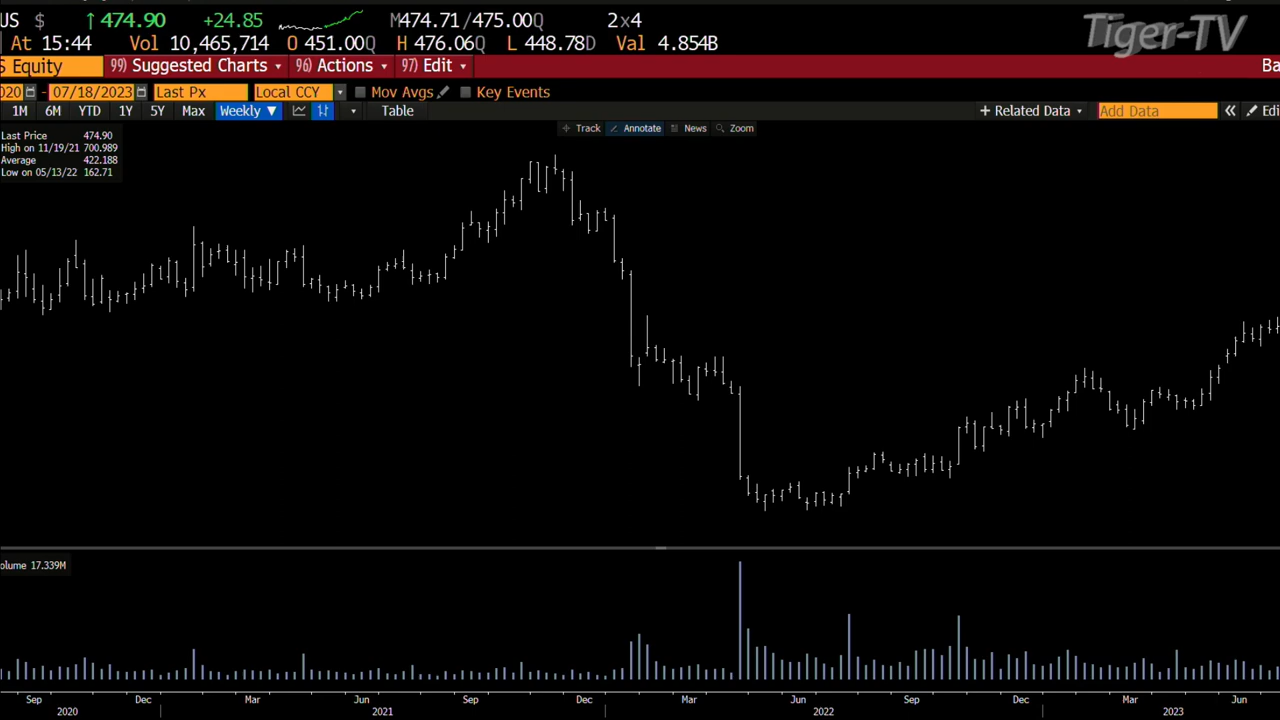 US $ ↑474.90 +24.85 M474.71/475.00Q 2x4
Tiger-TV
At 15:44 Vol 10,465,714 O 451.00Q H 476.06Q L 448.78D Val 4.854B
S Equity 99) Suggested Charts 96) Actions 97) Edit Ba
020 - 07/18/2023 Last Px Local CCY Mov Avgs Key Events
1M 6M YTD 1Y 5Y Max Weekly ▼ Table + Related Data Add Data « Edi
Track Annotate News Zoom
Last Price 474.90
High on 11/19/21 700.989
Average 422.188
Low on 05/13/22 162.71
olume 17.339M
Sep Dec Mar Jun Sep Dec Mar Jun Sep Dec Mar Jun
2020 2021 2022 2023